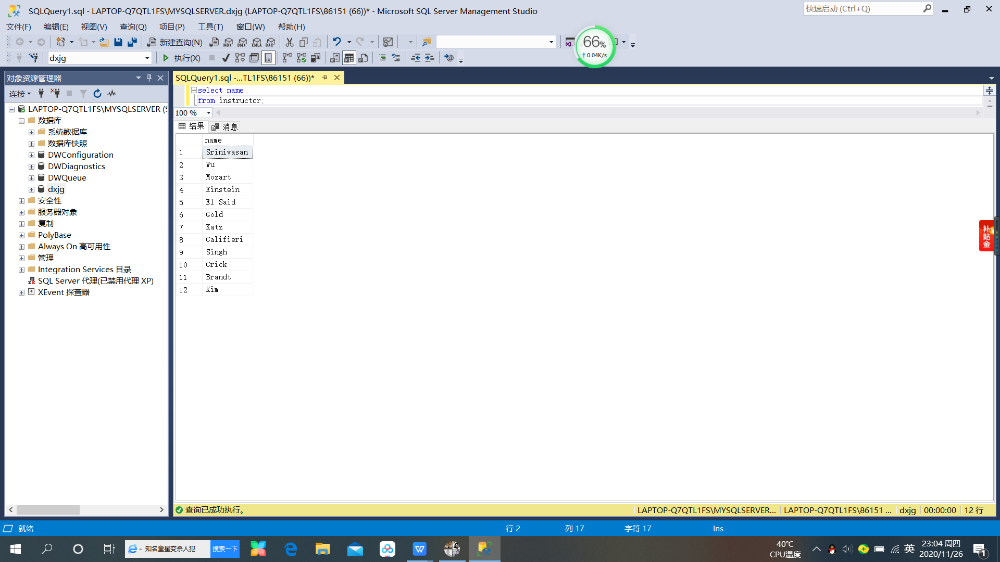 SQLQuery1.sql - LAPTOP-Q7QTL1FS\MYSQLSERVER.dxjg (LAPTOP-Q7QTL1FS\86151 (66))* - Microsoft SQL Server Management Studio
快速启动 (Ctrl+Q)
文件(F) 编辑(E) 视图(V) 查询(Q) 项目(P) 工具(T) 窗口(W) 帮助(H)
新建查询(N)
MDX DMX XMLA DAX
66%
0.04K/s
dxjg
执行(X)
对象资源管理器
连接
LAPTOP-Q7QTL1FS\MYSQLSERVER (S
数据库
系统数据库
数据库快照
DWConfiguration
DWDiagnostics
DWQueue
dxjg
安全性
服务器对象
复制
PolyBase
Always On 高可用性
管理
Integration Services 目录
SQL Server 代理(已禁用代理 XP)
XEvent 探查器
SQLQuery1.sql -...TL1FS\86151 (66))*
select name
from instructor;
100 %
结果 消息
name
1 Srinivasan
2 Wu
3 Mozart
4 Einstein
5 El Said
6 Gold
7 Katz
8 Califieri
9 Singh
10 Crick
11 Brandt
12 Kim
补贴金
查询已成功执行。
LAPTOP-Q7QTL1FS\MYSQLSERVER... LAPTOP-Q7QTL1FS\86151 ... dxjg 00:00:00 12 行
就绪
行 2 列 17 字符 17 Ins
知名童星变杀人犯 搜索一下
40℃
CPU温度
英
23:04 周四
2020/11/26
1